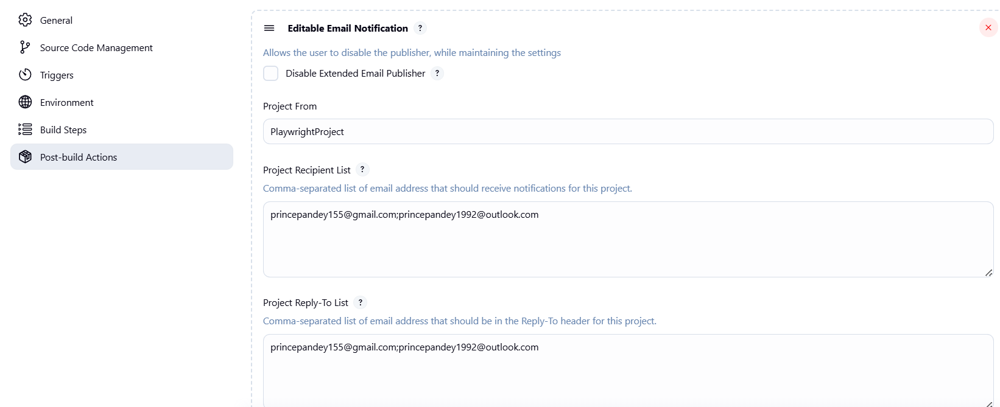 General
Source Code Management
Triggers
Environment
Build Steps
Post-build Actions
Editable Email Notification ?
Allows the user to disable the publisher, while maintaining the settings
Disable Extended Email Publisher ?
Project From
PlaywrightProject
Project Recipient List ?
Comma-separated list of email address that should receive notifications for this project.
princepandey155@gmail.com;princepandey1992@outlook.com
Project Reply-To List ?
Comma-separated list of email address that should be in the Reply-To header for this project.
princepandey155@gmail.com;princepandey1992@outlook.com